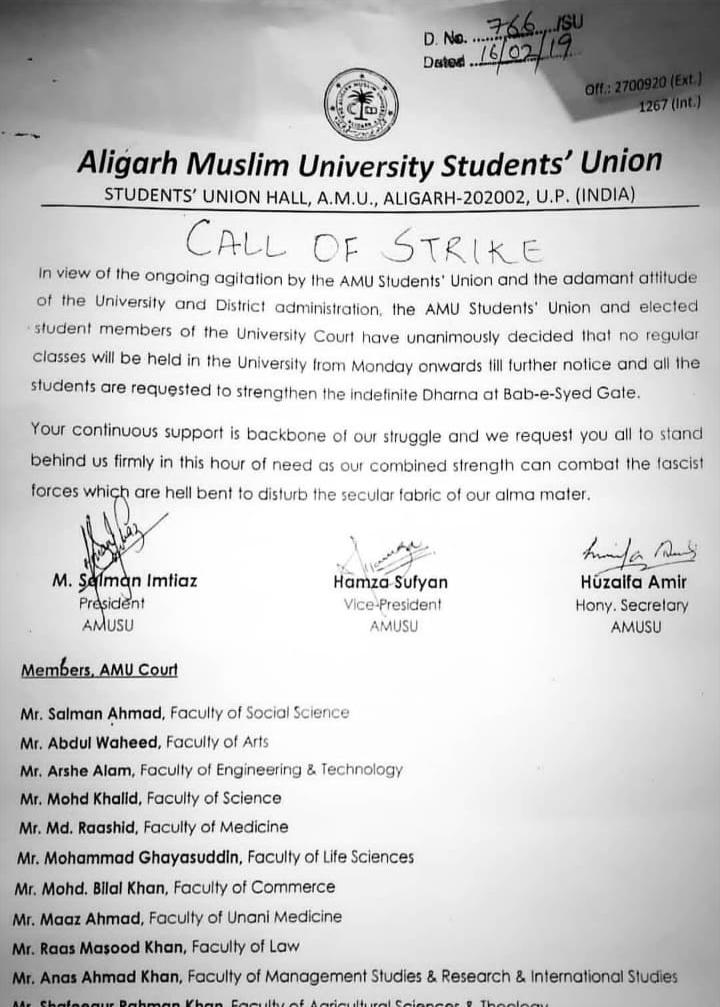 D. No. ...766.../SU
Dated ...16/02/19
Off.: 2700920 (Ext.)
1267 (Int.)
Aligarh Muslim University Students' Union
STUDENTS' UNION HALL, A.M.U., ALIGARH-202002, U.P. (INDIA)
CALL OF STRIKE
In view of the ongoing agitation by the AMU Students' Union and the adamant attitude
of the University and District administration, the AMU Students' Union and elected
student members of the University Court have unanimously decided that no regular
classes will be held in the University from Monday onwards till further notice and all the
students are requested to strengthen the indefinite Dharna at Bab-e-Syed Gate.
Your continuous support is backbone of our struggle and we request you all to stand
behind us firmly in this hour of need as our combined strength can combat the fascist
forces which are hell bent to disturb the secular fabric of our alma mater.
M. Salman Imtiaz
President
AMUSU
Hamza Sufyan
Vice-President
AMUSU
Huzaifa Amir
Hony. Secretary
AMUSU
Members, AMU Court
Mr. Salman Ahmad, Faculty of Social Science
Mr. Abdul Waheed, Faculty of Arts
Mr. Arshe Alam, Faculty of Engineering & Technology
Mr. Mohd Khalid, Faculty of Science
Mr. Md. Raashid, Faculty of Medicine
Mr. Mohammad Ghayasuddin, Faculty of Life Sciences
Mr. Mohd. Bilal Khan, Faculty of Commerce
Mr. Maaz Ahmad, Faculty of Unani Medicine
Mr. Raas Masood Khan, Faculty of Law
Mr. Anas Ahmad Khan, Faculty of Management Studies & Research & International Studies
Mr. Shafeequr Rahman Khan, Faculty of Agricultural Sciences & Theology